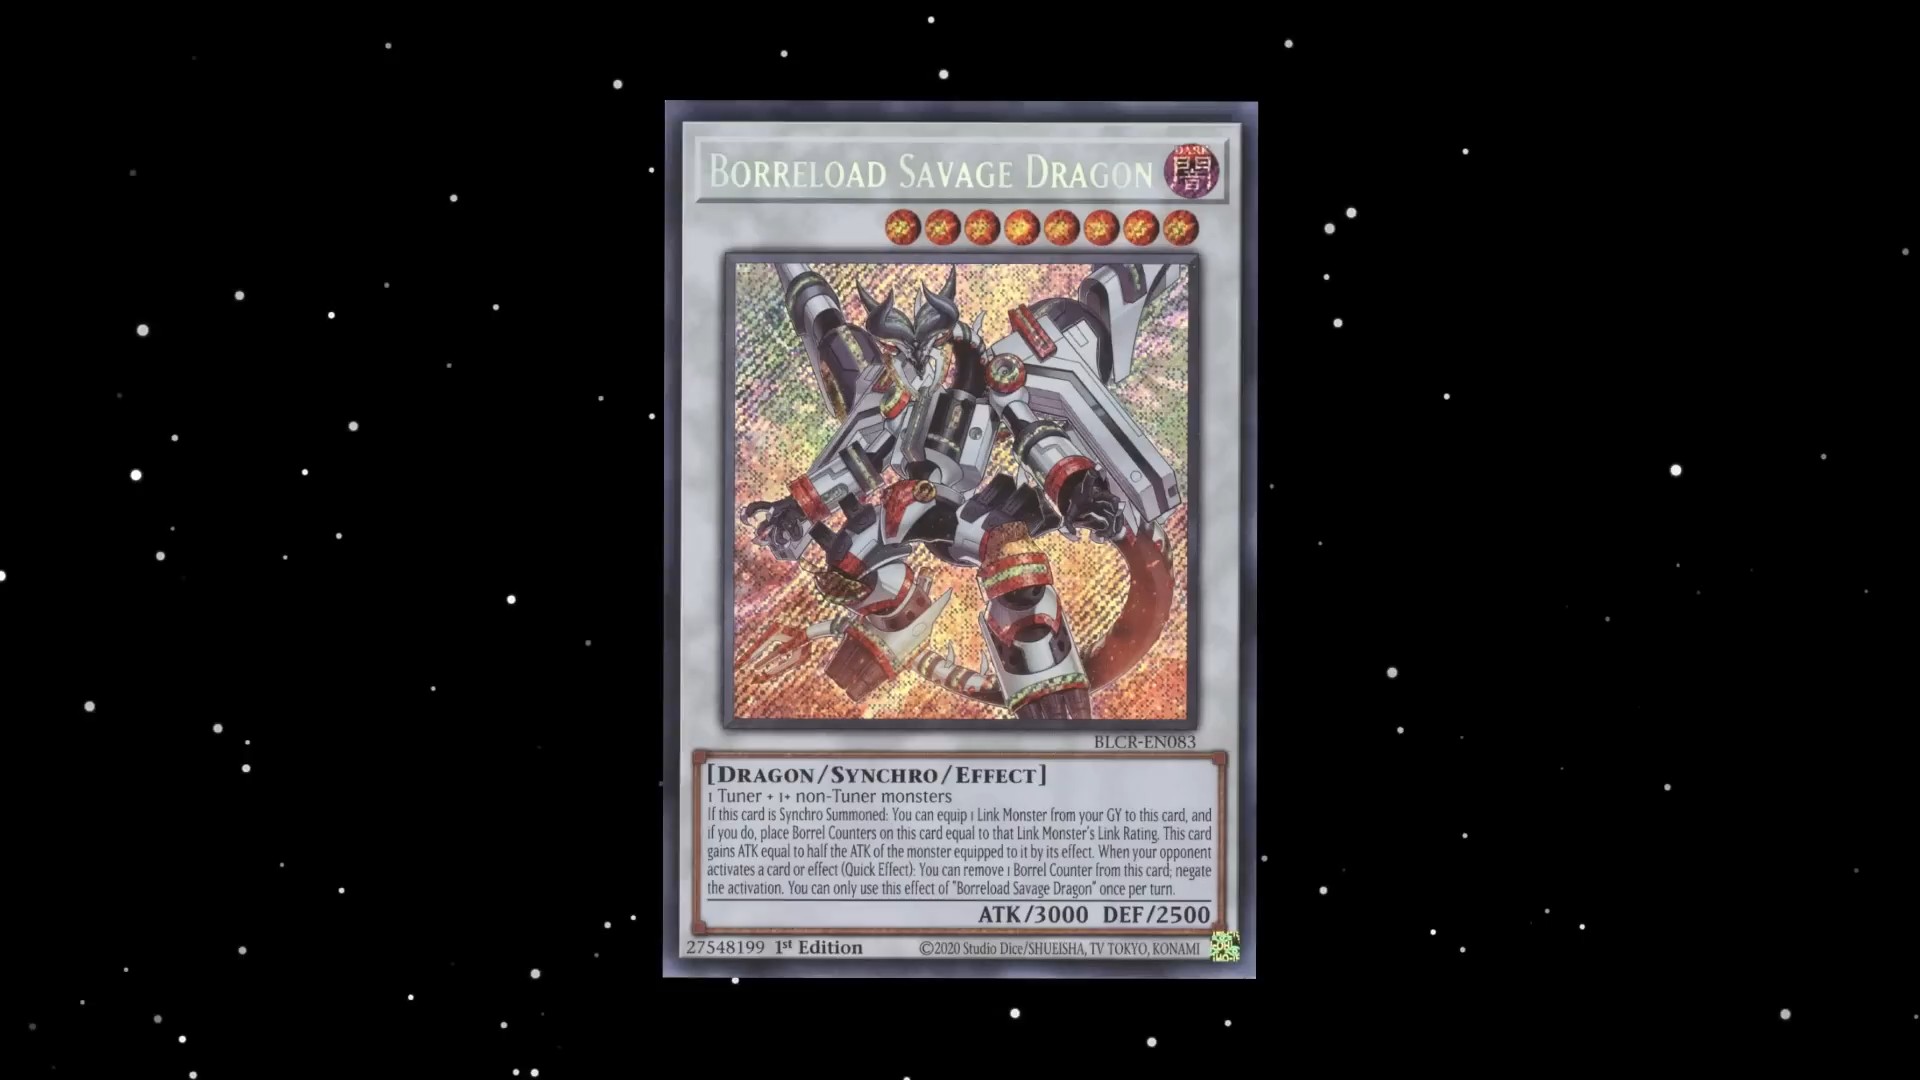 BORRELOAD SAVAGE DRAGON
DARK
闇
BLCR-EN083
[DRAGON/SYNCHRO/EFFECT]
1 Tuner + 1+ non-Tuner monsters
If this card is Synchro Summoned: You can equip 1 Link Monster from your GY to this card, and
if you do, place Borrel Counters on this card equal to that Link Monster's Link Rating. This card
gains ATK equal to half the ATK of the monster equipped to it by its effect. When your opponent
activates a card or effect (Quick Effect): You can remove 1 Borrel Counter from this card; negate
the activation. You can only use this effect of "Borreload Savage Dragon" once per turn.
ATK/3000 DEF/2500
27548199 1st Edition ©2020 Studio Dice/SHUEISHA, TV TOKYO, KONAMI